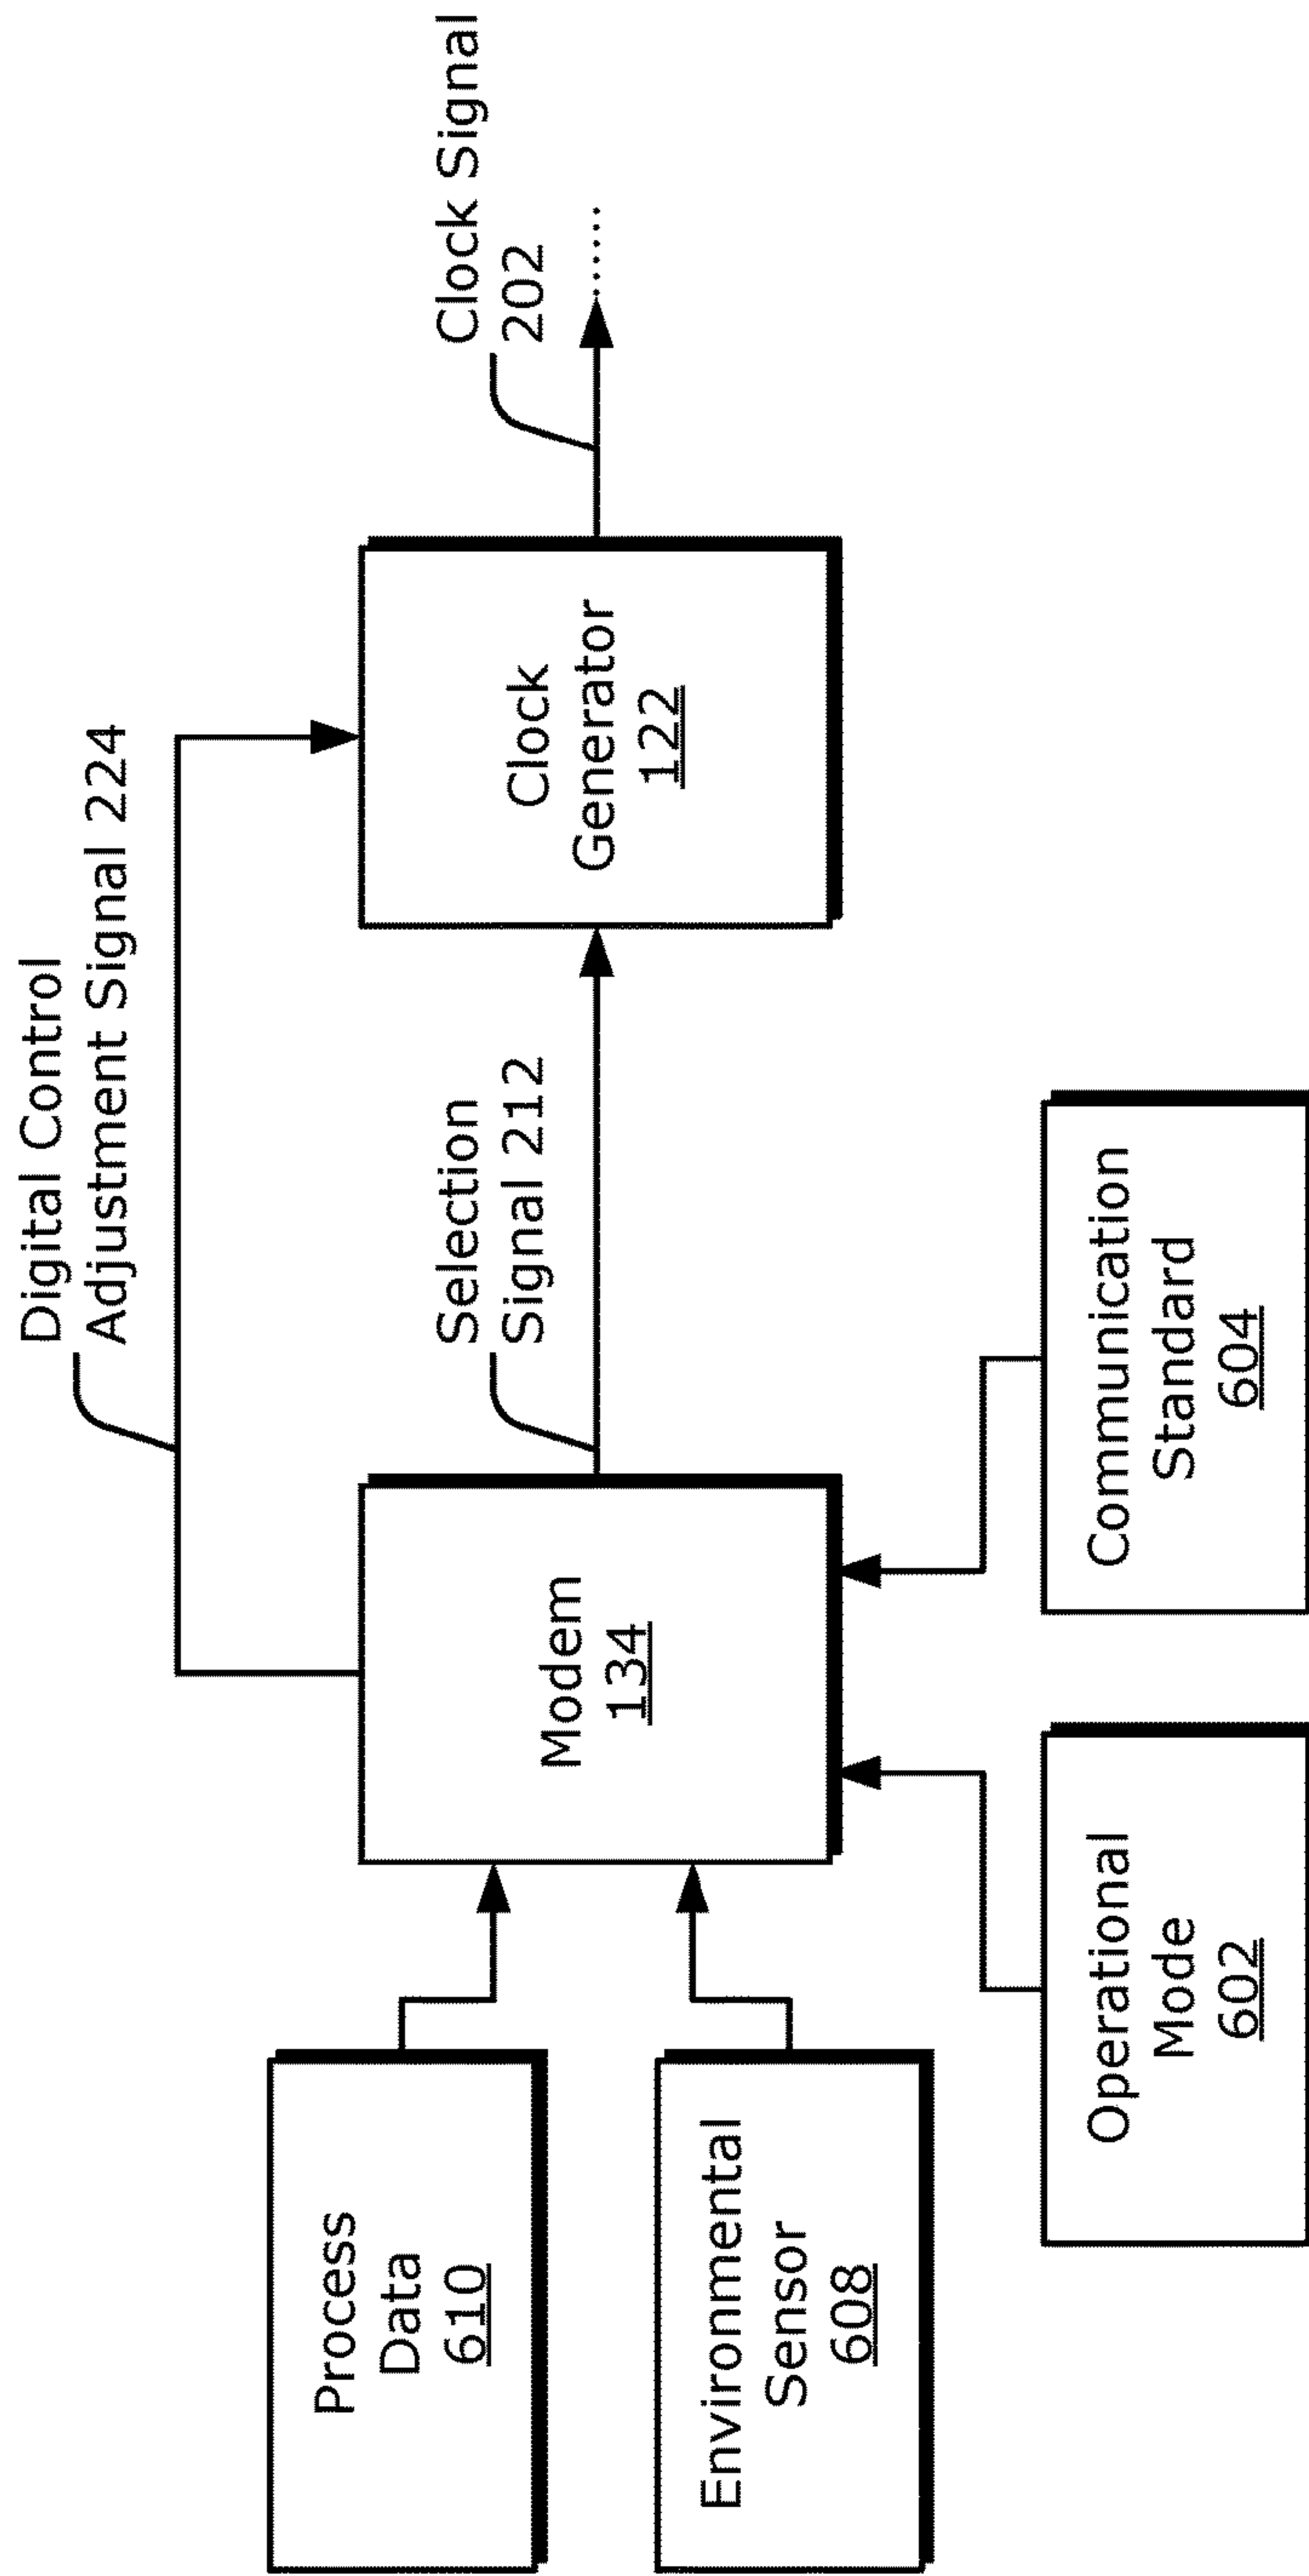 Digital Control
Adjustment Signal 224
Clock Signal
202
Selection
Signal 212
Process
Data
610
Modem
134
Clock
Generator
122
Environmental
Sensor
608
Operational
Mode
602
Communication
Standard
604